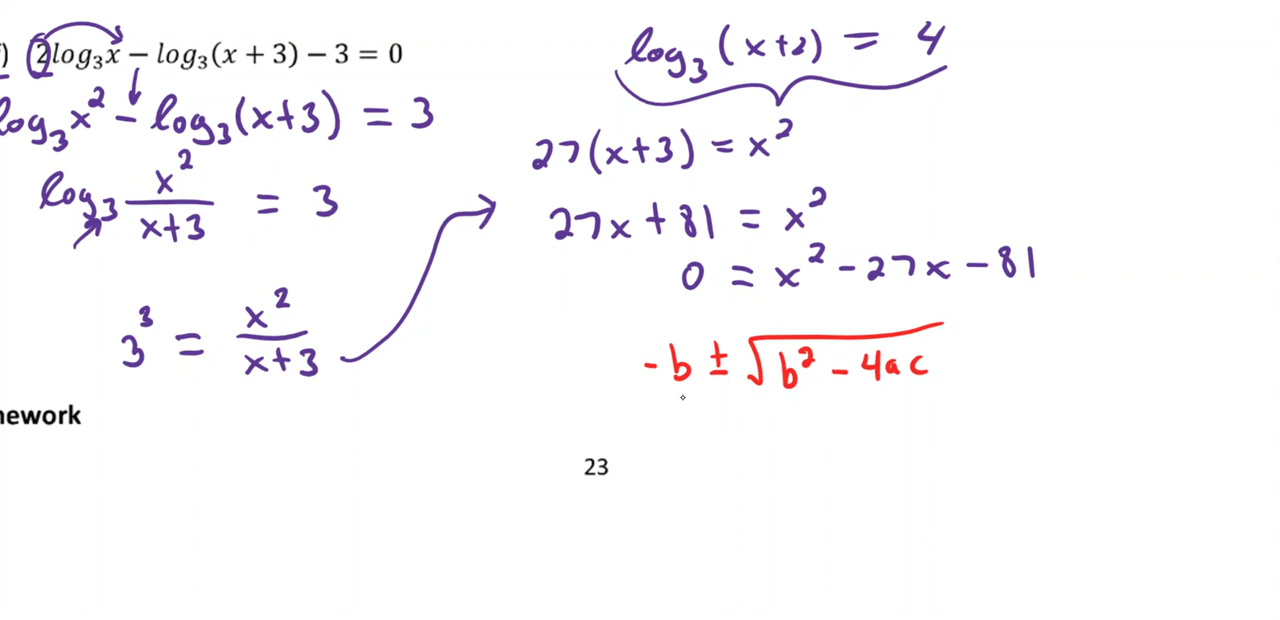 ) 2log₃x − log₃(x + 3) − 3 = 0
log₃x² − log₃(x+3) = 3
log₃ x²/(x+3) = 3
3³ = x²/(x+3)
log₃(x+2) = 4
27(x+3) = x²
27x + 81 = x²
0 = x² − 27x − 81
-b ± √(b² − 4ac)
nework
23